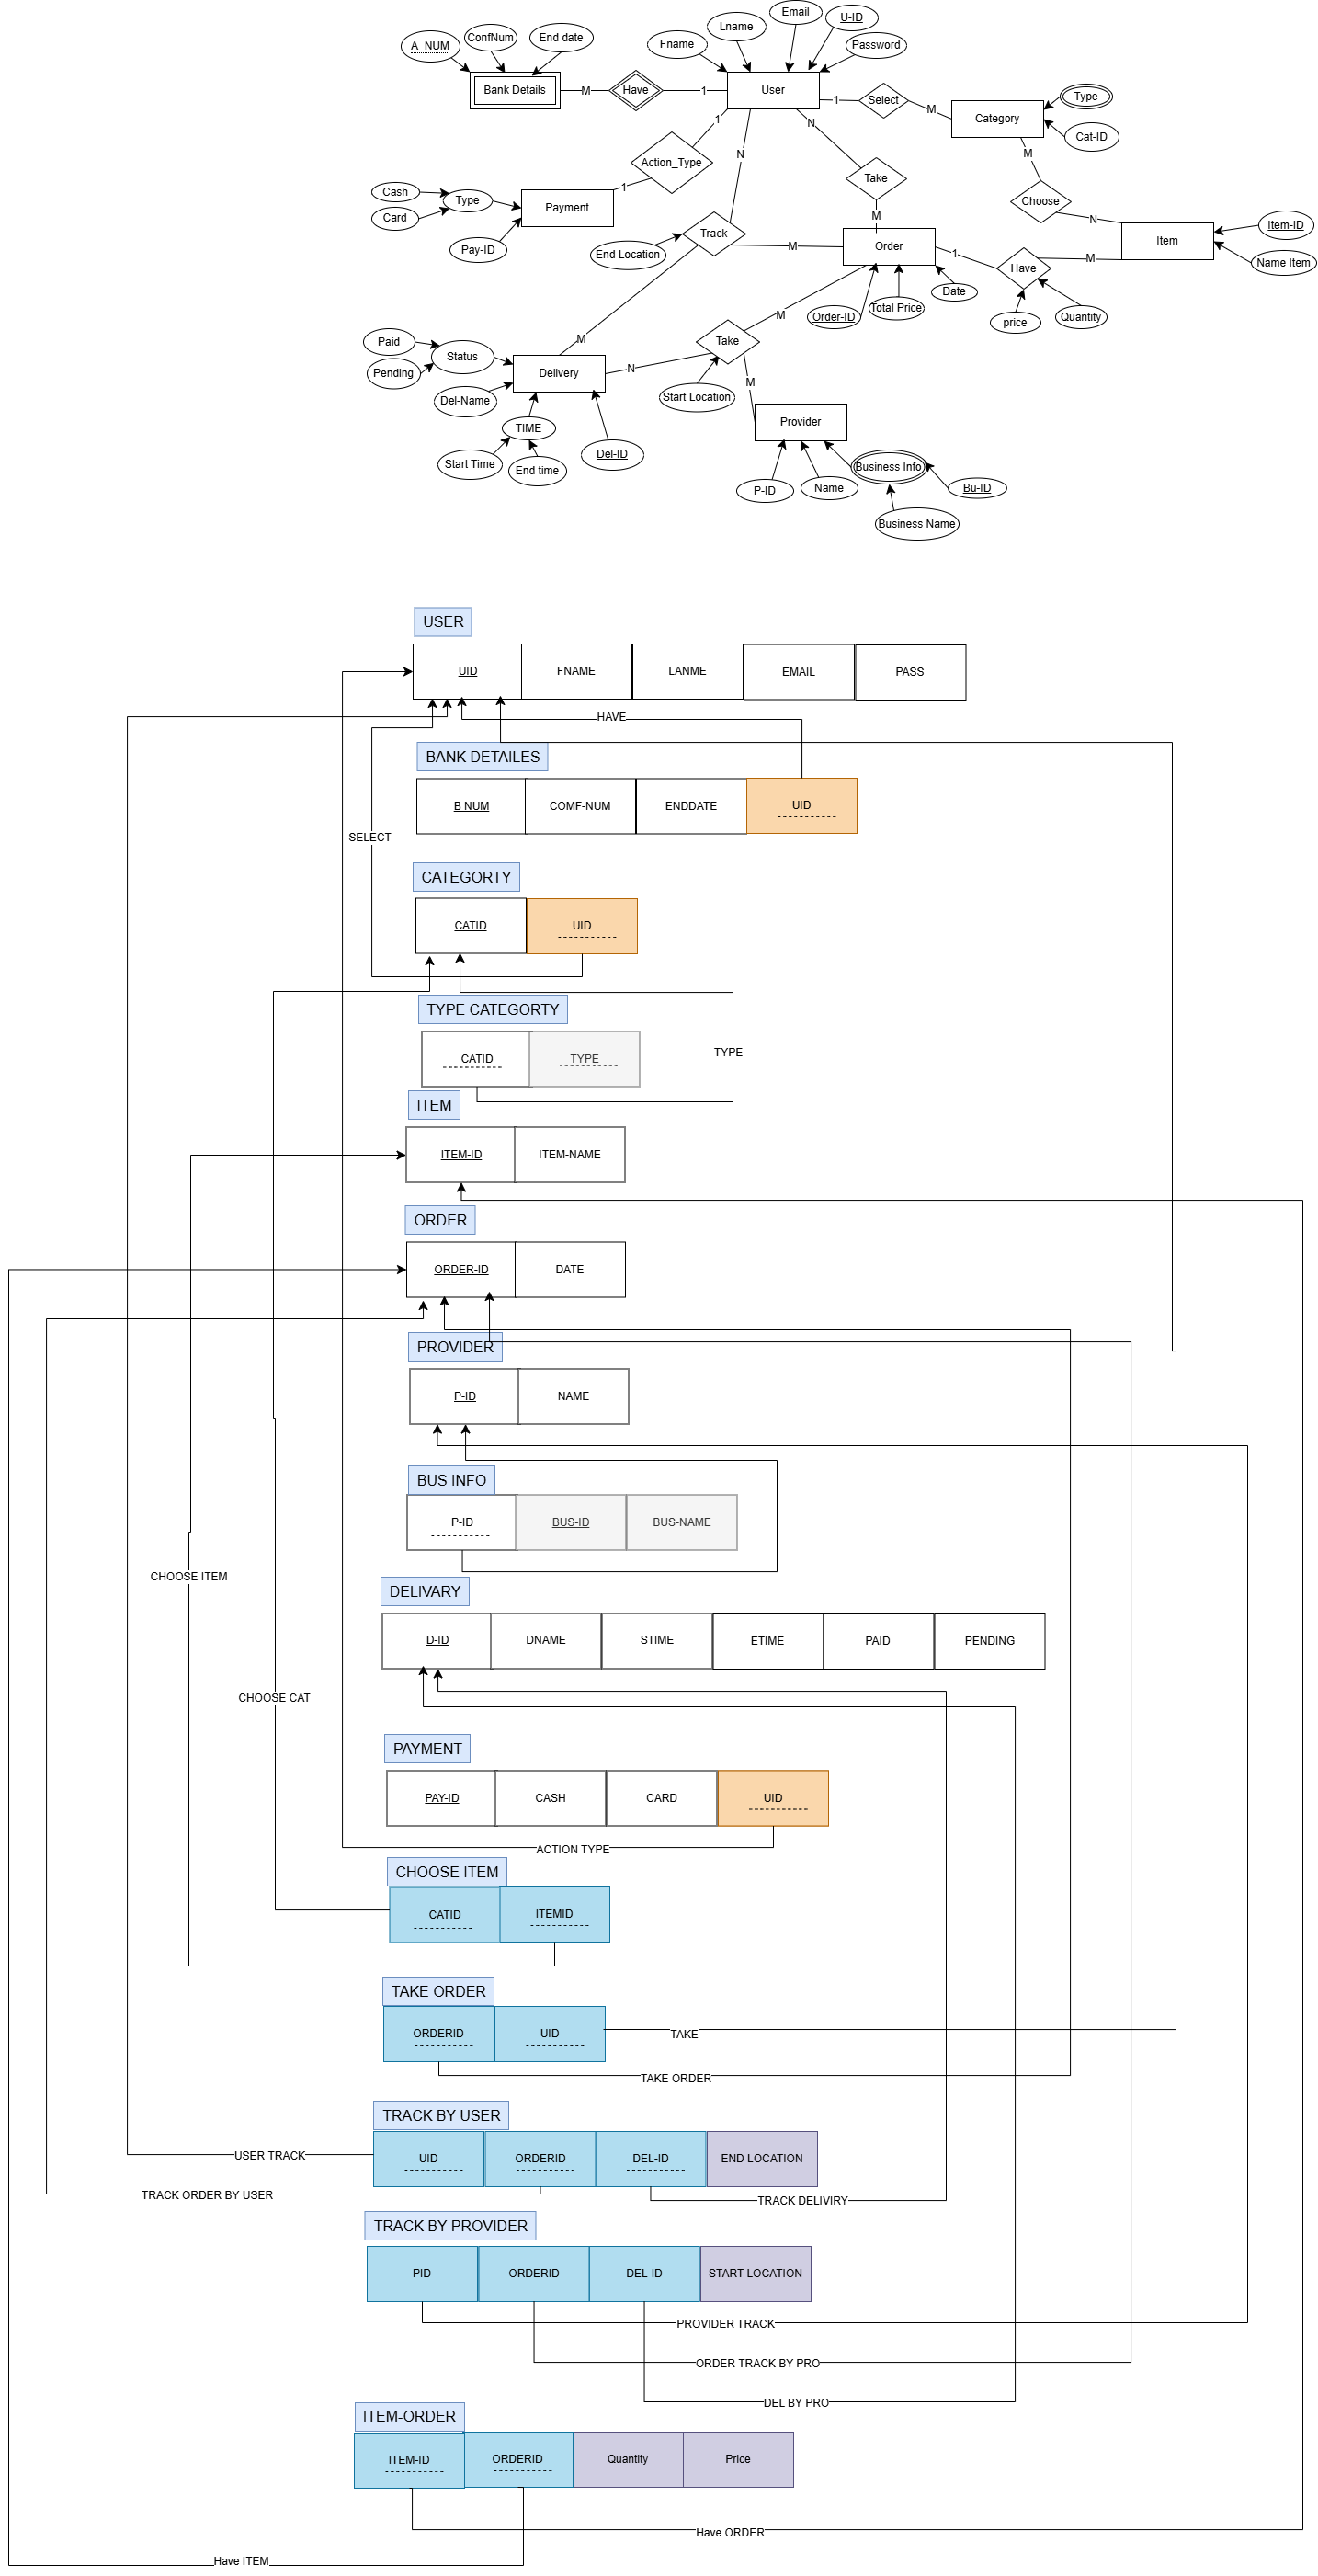 Email
U-ID
Lname
Fname
Password
ConfNum
End date
A_NUM
Bank Details
M
Have
1
User
1
Select
M
Category
Type
Cat-ID
1
N
N
M
Action_Type
Take
Choose
Cash
Card
Type
1
Payment
Pay-ID
M
N
Track
End Location
M
Order
1
Have
M
Item
Item-ID
Name Item
Order-ID
Total Price
Date
price
Quantity
M
M
Paid
Pending
Status
Delivery
N
Take
Del-Name
M
Start Location
TIME
Start Time
End time
Del-ID
Provider
P-ID
Name
Business Info
Bu-ID
Business Name
USER
UID
FNAME
LANME
EMAIL
PASS
HAVE
BANK DETAILES
B NUM
COMF-NUM
ENDDATE
UID
SELECT
CATEGORTY
CATID
UID
TYPE CATEGORTY
CATID
TYPE
TYPE
ITEM
ITEM-ID
ITEM-NAME
ORDER
ORDER-ID
DATE
PROVIDER
P-ID
NAME
BUS INFO
P-ID
BUS-ID
BUS-NAME
CHOOSE ITEM
DELIVARY
D-ID
DNAME
STIME
ETIME
PAID
PENDING
CHOOSE CAT
PAYMENT
PAY-ID
CASH
CARD
UID
ACTION TYPE
CHOOSE ITEM
CATID
ITEMID
TAKE ORDER
ORDERID
UID
TAKE
TAKE ORDER
TRACK BY USER
UID
ORDERID
DEL-ID
END LOCATION
USER TRACK
TRACK ORDER BY USER
TRACK DELIVIRY
TRACK BY PROVIDER
PID
ORDERID
DEL-ID
START LOCATION
PROVIDER TRACK
ORDER TRACK BY PRO
DEL BY PRO
ITEM-ORDER
ITEM-ID
ORDERID
Quantity
Price
Have ORDER
Have ITEM